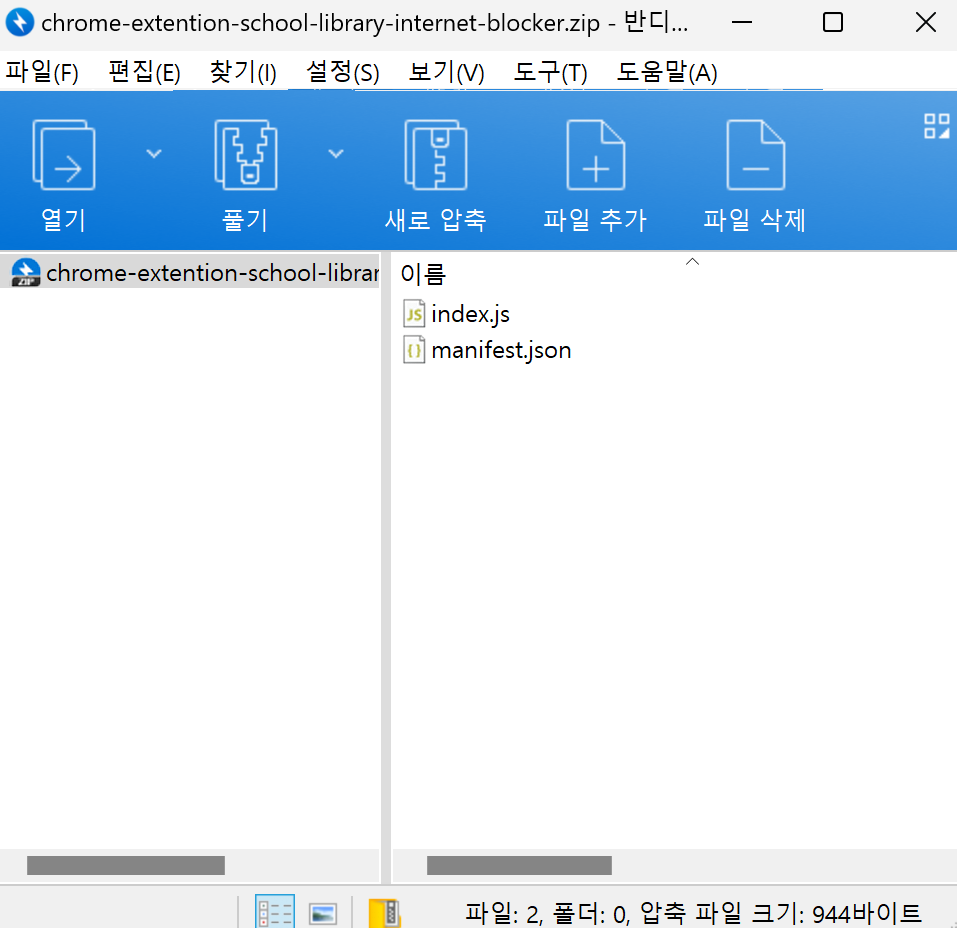 chrome-extention-school-library-internet-blocker.zip - 반디...
파일(F) 편집(E) 찾기(I) 설정(S) 보기(V) 도구(T) 도움말(A)
열기 풀기 새로 압축 파일 추가 파일 삭제
chrome-extention-school-librar
ZIP
이름
JS index.js
{} manifest.json
파일: 2, 폴더: 0, 압축 파일 크기: 944바이트